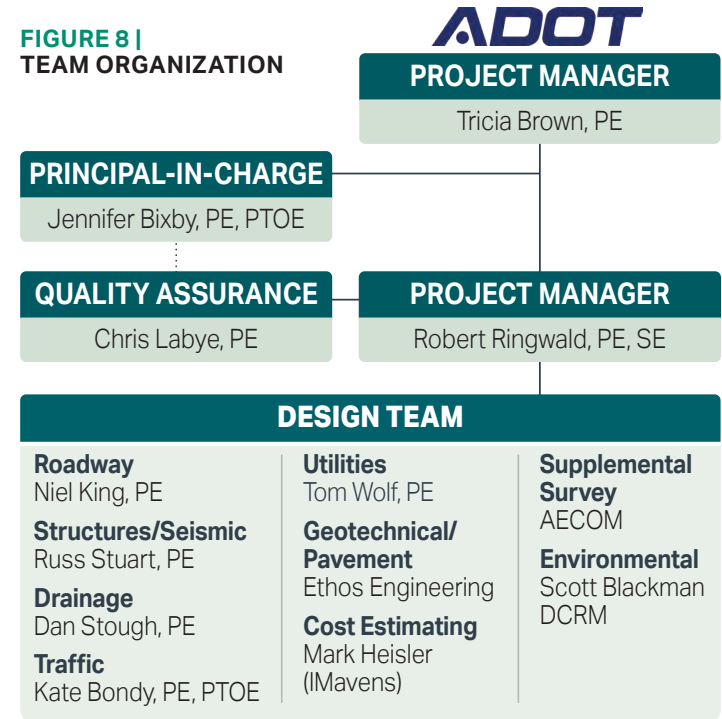 FIGURE 8 |
TEAM ORGANIZATION
ADOT
PROJECT MANAGER
Tricia Brown, PE
PRINCIPAL-IN-CHARGE
Jennifer Bixby, PE, PTOE
QUALITY ASSURANCE
Chris Labye, PE
PROJECT MANAGER
Robert Ringwald, PE, SE
DESIGN TEAM
Roadway
Niel King, PE
Structures/Seismic
Russ Stuart, PE
Drainage
Dan Stough, PE
Traffic
Kate Bondy, PE, PTOE
Utilities
Tom Wolf, PE
Geotechnical/
Pavement
Ethos Engineering
Cost Estimating
Mark Heisler
(IMavens)
Supplemental
Survey
AECOM
Environmental
Scott Blackman
DCRM